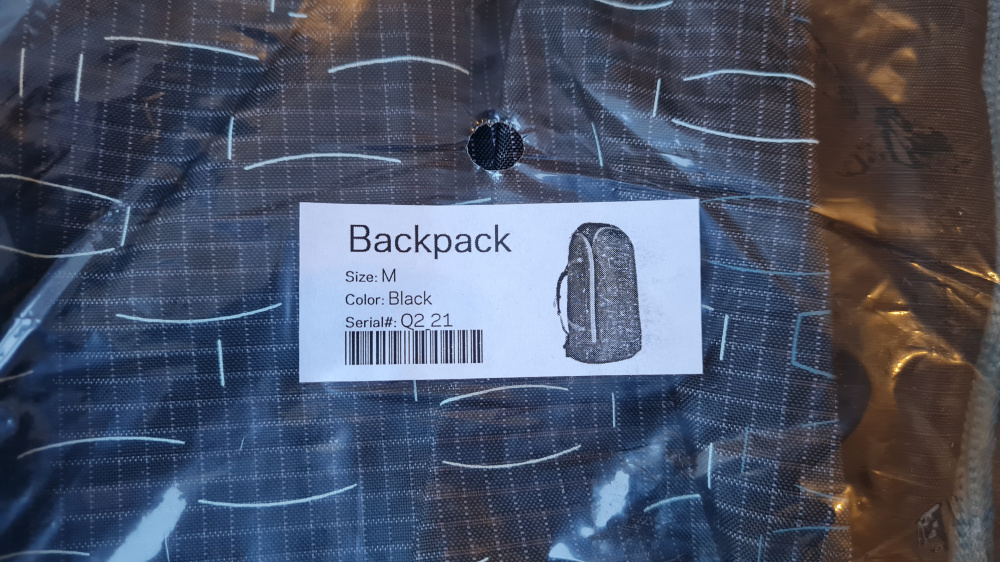 Backpack
Size: M
Color: Black
Serial#: Q2 21